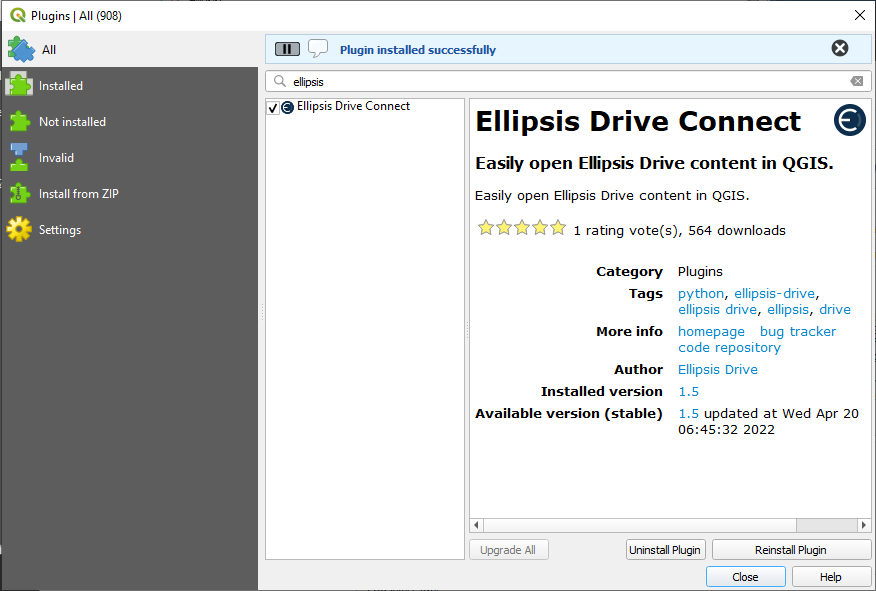 Plugins | All (908)
All
Installed
Not installed
Invalid
Install from ZIP
Settings
Plugin installed successfully
ellipsis
Ellipsis Drive Connect
Ellipsis Drive Connect
Easily open Ellipsis Drive content in QGIS.
Easily open Ellipsis Drive content in QGIS.
1 rating vote(s), 564 downloads
Category Plugins
Tags python, ellipsis-drive,
ellipsis drive, ellipsis, drive
More info homepage bug tracker
code repository
Author Ellipsis Drive
Installed version 1.5
Available version (stable) 1.5 updated at Wed Apr 20
06:45:32 2022
Upgrade All Uninstall Plugin Reinstall Plugin
Close Help